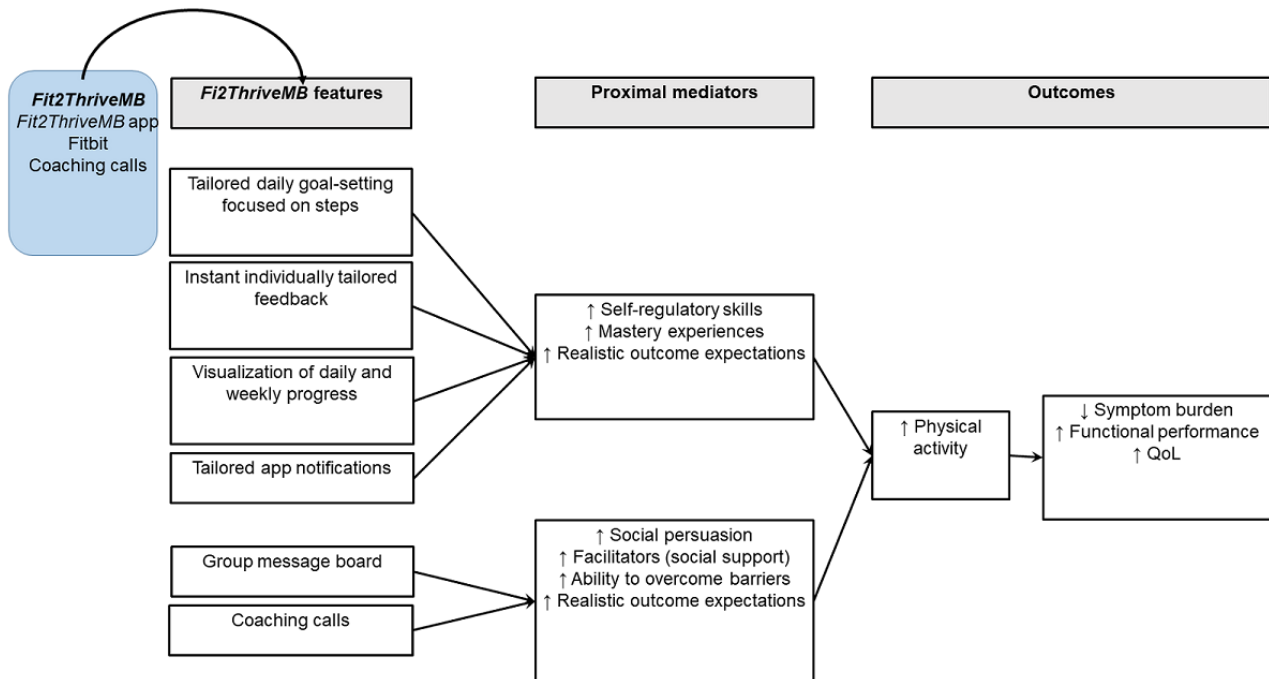 Fit2ThriveMB
Fit2ThriveMB app
Fitbit
Coaching calls
Fi2ThriveMB features
Proximal mediators
Outcomes
Tailored daily goal-setting
focused on steps
Instant individually tailored
feedback
Visualization of daily and
weekly progress
Tailored app notifications
Group message board
Coaching calls
↑ Self-regulatory skills
↑ Mastery experiences
↑ Realistic outcome expectations
↑ Social persuasion
↑ Facilitators (social support)
↑ Ability to overcome barriers
↑ Realistic outcome expectations
↑ Physical
activity
↓ Symptom burden
↑ Functional performance
↑ QoL